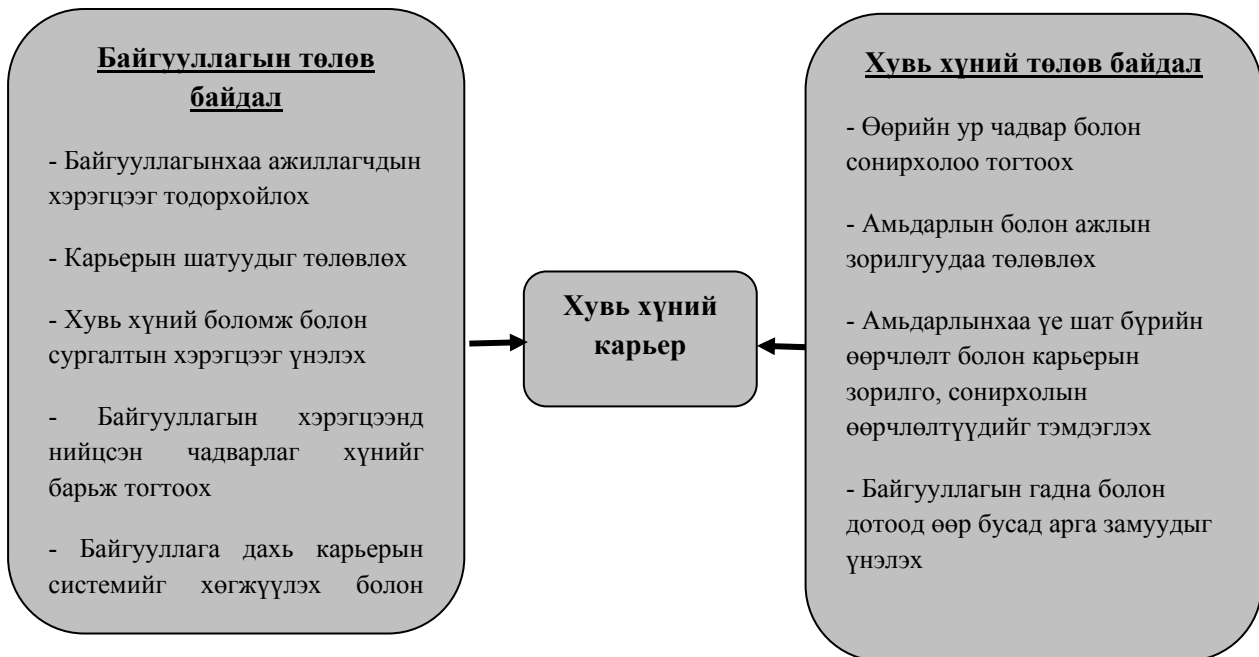 Байгууллагын төлөв
байдал
- Байгууллагынхаа ажиллагчдын
хэрэгцээг тодорхойлох
- Карьерын шатуудыг төлөвлөх
- Хувь хүний боломж болон
сургалтын хэрэгцээг үнэлэх
- Байгууллагын хэрэгцээнд
нийцсэн чадварлаг хүнийг
барьж тогтоох
- Байгууллага дахь карьерын
системийг хөгжүүлэх болон
Хувь хүний
карьер
Хувь хүний төлөв байдал
- Өөрийн ур чадвар болон
сонирхолоо тогтоох
- Амьдарлын болон ажлын
зорилгуудаа төлөвлөх
- Амьдарлынхаа үе шат бүрийн
өөрчлөлт болон карьерын
зорилго, сонирхолын
өөрчлөлтүүдийг тэмдэглэх
- Байгууллагын гадна болон
дотоод өөр бусад арга замуудыг
үнэлэх